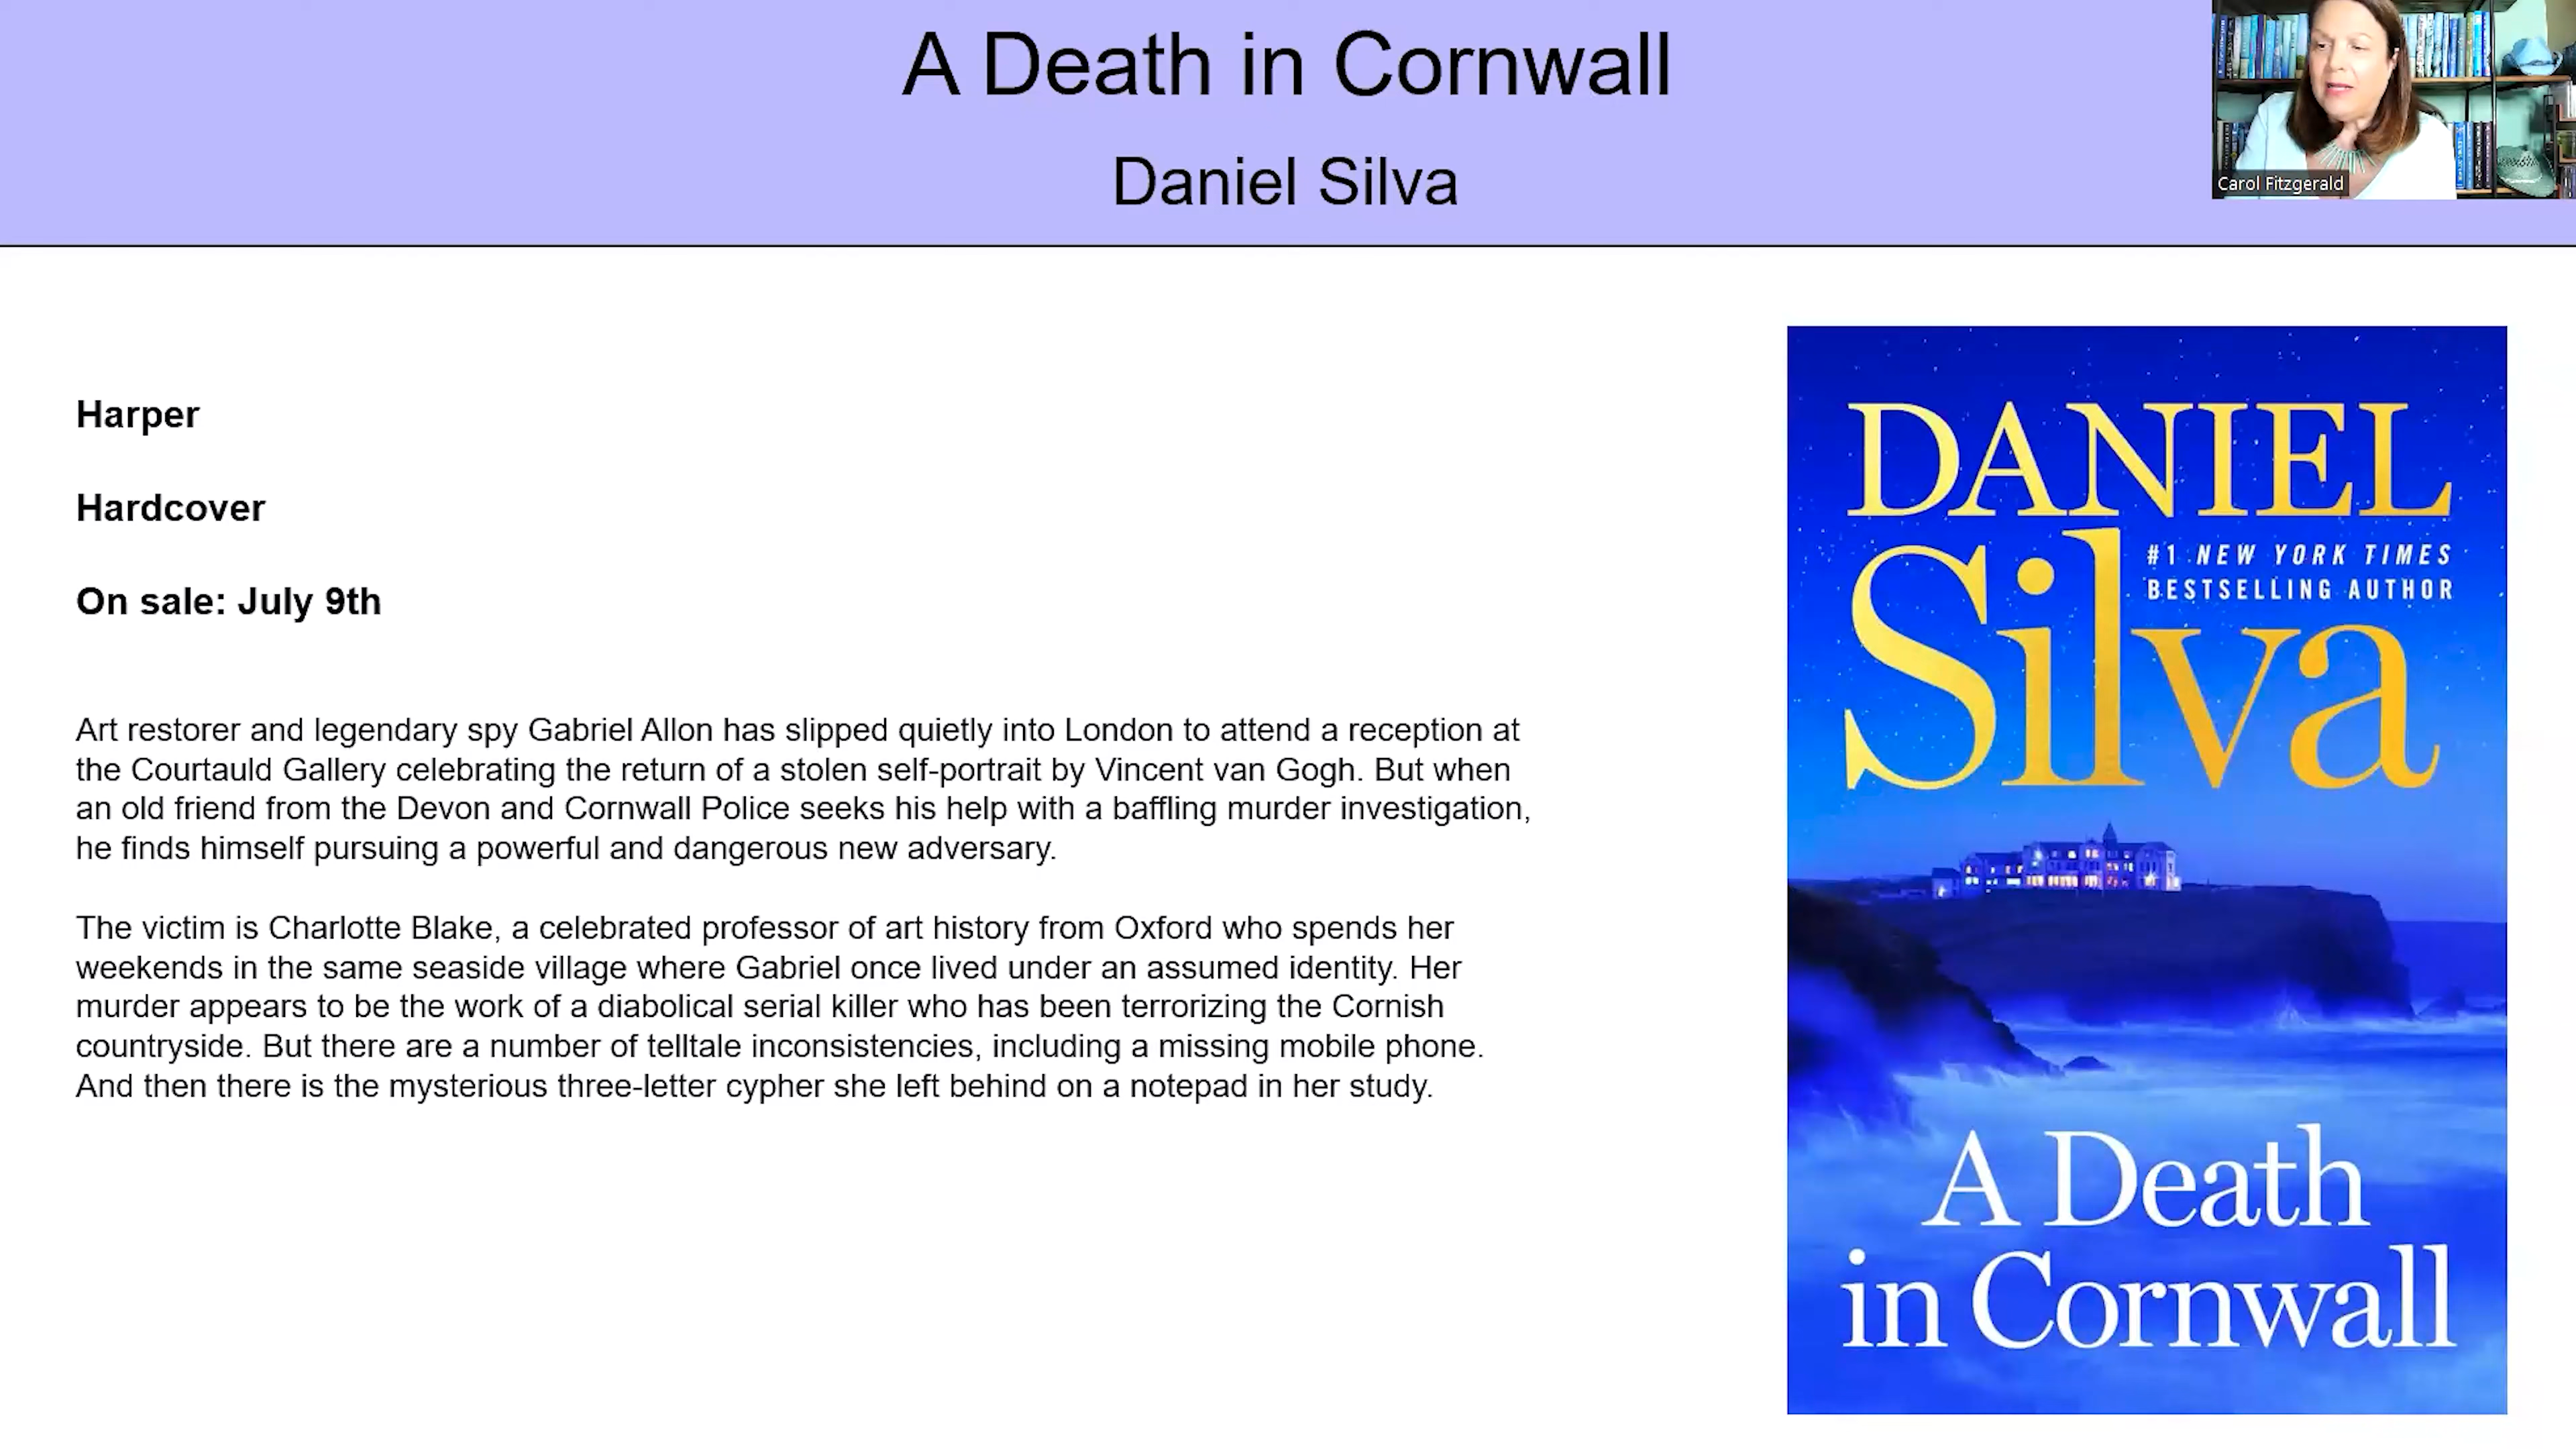 A Death in Cornwall
Daniel Silva
Carol Fitzgerald
Harper
Hardcover
On sale: July 9th
Art restorer and legendary spy Gabriel Allon has slipped quietly into London to attend a reception at
the Courtauld Gallery celebrating the return of a stolen self-portrait by Vincent van Gogh. But when
an old friend from the Devon and Cornwall Police seeks his help with a baffling murder investigation,
he finds himself pursuing a powerful and dangerous new adversary.
The victim is Charlotte Blake, a celebrated professor of art history from Oxford who spends her
weekends in the same seaside village where Gabriel once lived under an assumed identity. Her
murder appears to be the work of a diabolical serial killer who has been terrorizing the Cornish
countryside. But there are a number of telltale inconsistencies, including a missing mobile phone.
And then there is the mysterious three-letter cypher she left behind on a notepad in her study.
DANIEL
Silva
#1 NEW YORK TIMES
BESTSELLING AUTHOR
A Death
in Cornwall